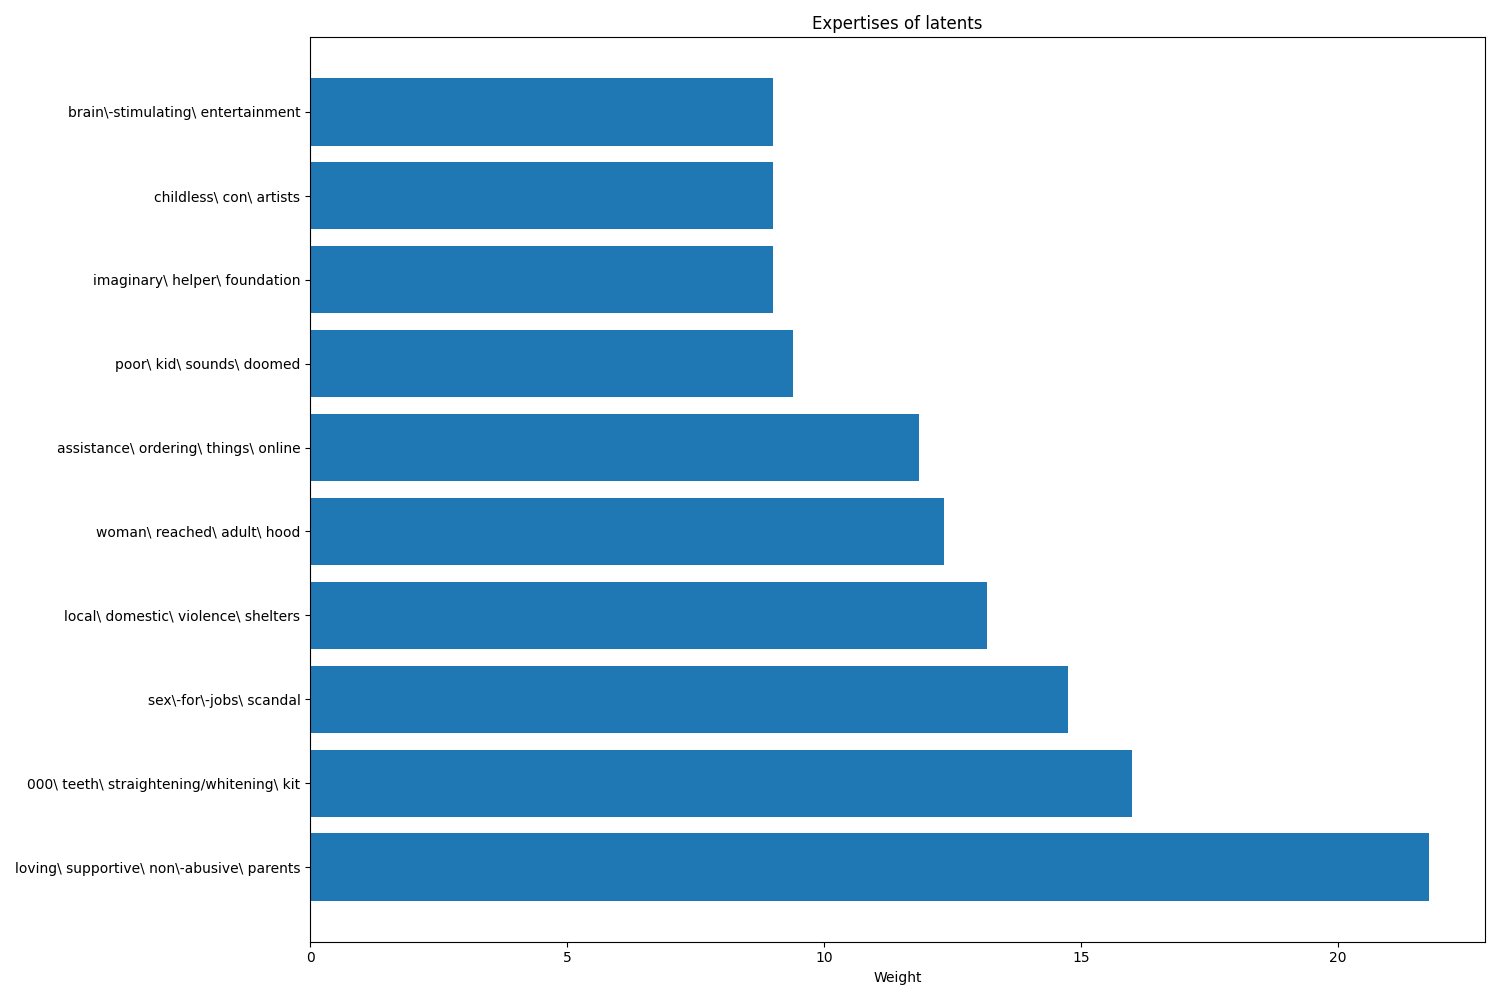 Expertises of latents
brain\-stimulating\ entertainment
childless\ con\ artists
imaginary\ helper\ foundation
poor\ kid\ sounds\ doomed
assistance\ ordering\ things\ online
woman\ reached\ adult\ hood
local\ domestic\ violence\ shelters
sex\-for\-jobs\ scandal
000\ teeth\ straightening/whitening\ kit
loving\ supportive\ non\-abusive\ parents
0 5 10 15 20
Weight